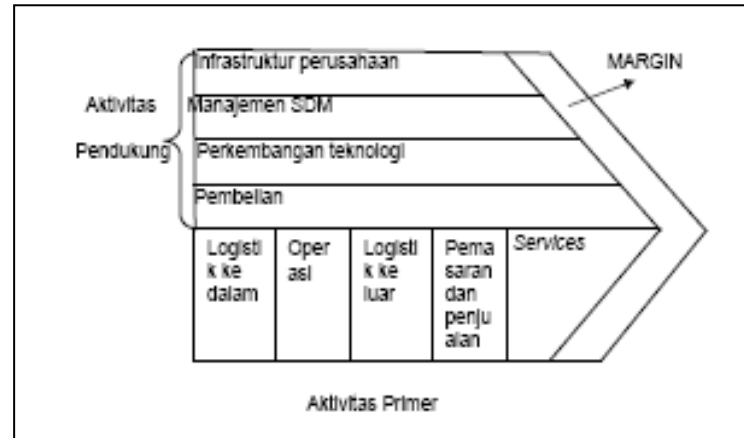 Infrastruktur perusahaan
MARGIN
Aktivitas
Pendukung
Manajemen SDM
Perkembangan teknologi
Pembelian
Logisti
k ke
dalam
Oper
asi
Logisti
k ke
luar
Pema
saran
dan
penju
alan
Services
Aktivitas Primer